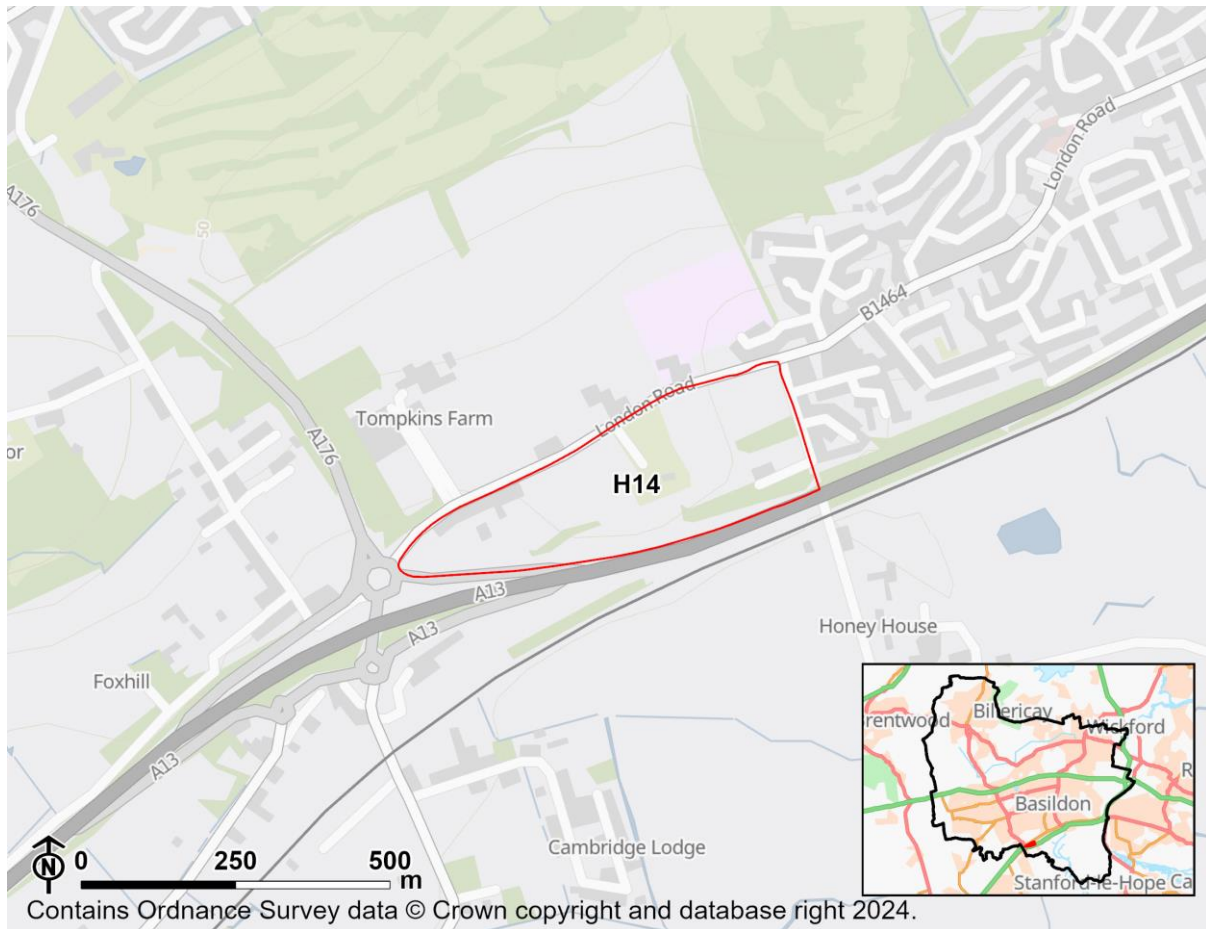 A176
London Road
50
B1464
Tompkins Farm
London Road
or
A176
H14
A13
A13
Honey House
Foxhill
A13
Cambridge Lodge
Brentwood
Billericay
Wickford
R
Basildon
Stanford-le-Hope
Ca
N
0
250
500
m
Contains Ordnance Survey data © Crown copyright and database right 2024.